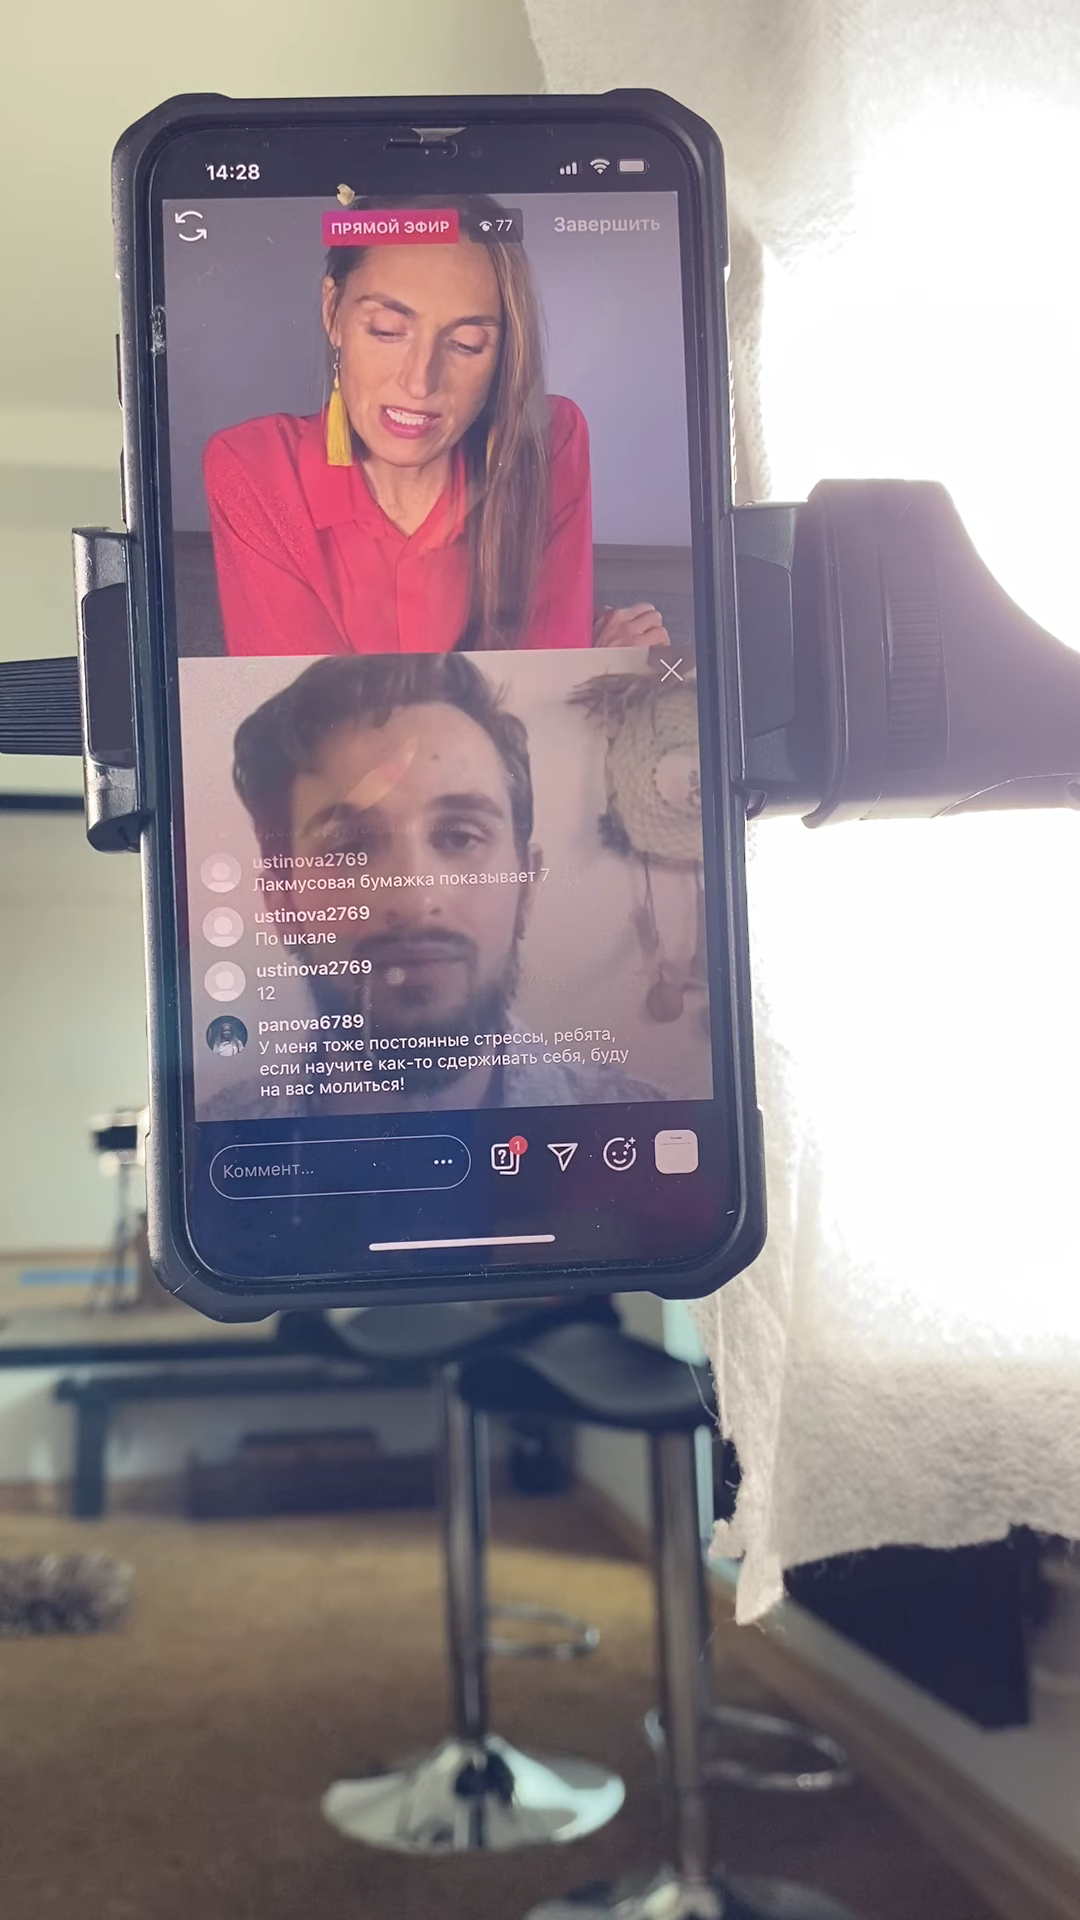 14:28
ПРЯМОЙ ЭФИР
77
Завершить
ustinova2769
Лакмусовая бумажка показывает 7
ustinova2769
По шкале
ustinova2769
12
panova6789
У меня тоже постоянные стрессы, ребята,
если научите как-то сдерживать себя, буду
на вас молиться!
Коммент...
1